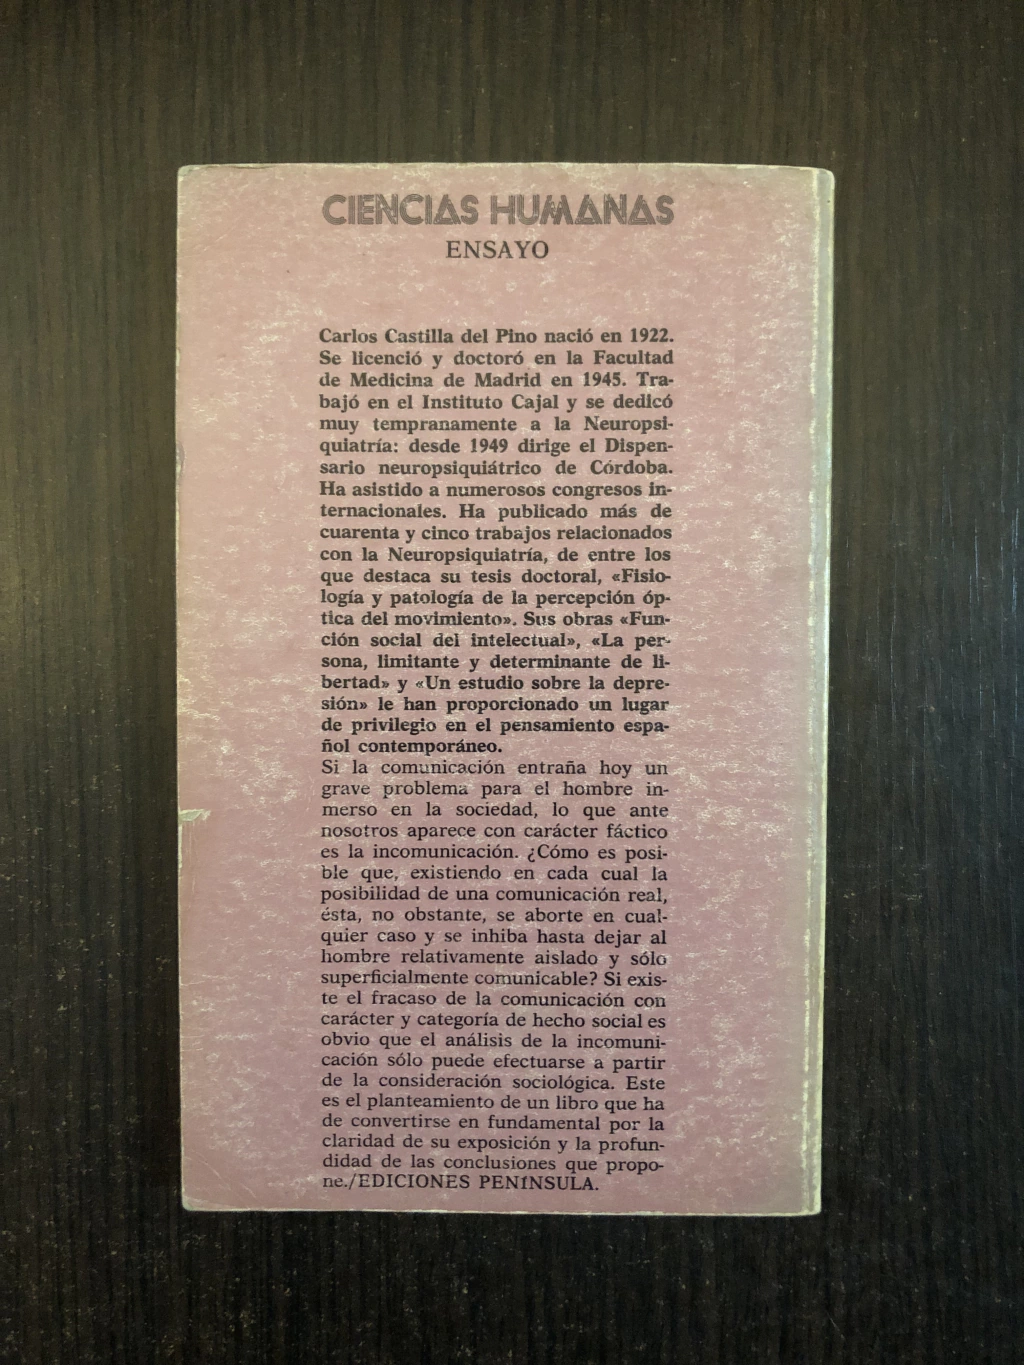 CIENCIAS HUMANAS
ENSAYO
Carlos Castilla del Pino nació en 1922.
Se licenció y doctoró en la Facultad
de Medicina de Madrid en 1945. Tra-
bajó en el Instituto Cajal y se dedicó
muy tempranamente a la Neuropsi-
quiatría: desde 1949 dirige el Dispen-
sario neuropsiquiátrico de Córdoba.
Ha asistido a numerosos congresos in-
ternacionales. Ha publicado más de
cuarenta y cinco trabajos relacionados
con la Neuropsiquiatría, de entre los
que destaca su tesis doctoral, «Fisio-
logía y patología de la percepción óp-
tica del movimiento». Sus obras «Fun-
ción social del intelectual», «La per-
sona, limitante y determinante de li-
bertad» y «Un estudio sobre la depre-
sión» le han proporcionado un lugar
de privilegio en el pensamiento espa-
ñol contemporáneo.
Si la comunicación entraña hoy un
grave problema para el hombre in-
merso en la sociedad, lo que ante
nosotros aparece con carácter fáctico
es la incomunicación. ¿Cómo es posi-
ble que, existiendo en cada cual la
posibilidad de una comunicación real,
ésta, no obstante, se aborte en cual-
quier caso y se inhiba hasta dejar al
hombre relativamente aislado y sólo
superficialmente comunicable? Si exis-
te el fracaso de la comunicación con
carácter y categoría de hecho social es
obvio que el análisis de la incomuni-
cación sólo puede efectuarse a partir
de la consideración sociológica. Este
es el planteamiento de un libro que ha
de convertirse en fundamental por la
claridad de su exposición y la profun-
didad de las conclusiones que propo-
ne./EDICIONES PENÍNSULA.